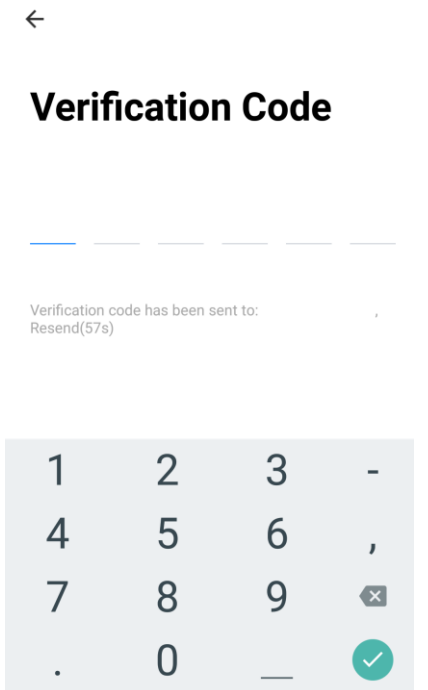 Verification Code
Verification code has been sent to: ,
Resend(57s)
1 2 3 -
4 5 6 ,
7 8 9
. 0 _